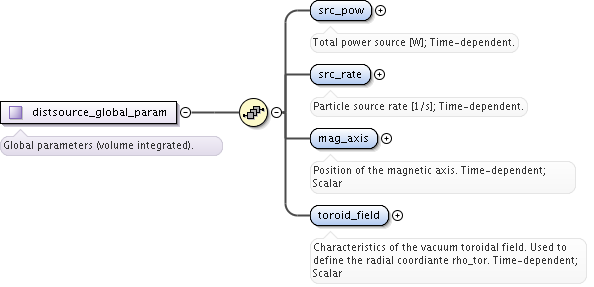 src_pow
Total power source [W]; Time-dependent.
src_rate
Particle source rate [1/s]; Time-dependent.
distsource_global_param
Global parameters (volume integrated).
mag_axis
Position of the magnetic axis. Time-dependent;
Scalar
toroid_field
Characteristics of the vacuum toroidal field. Used to
define the radial coordiante rho_tor. Time-dependent;
Scalar